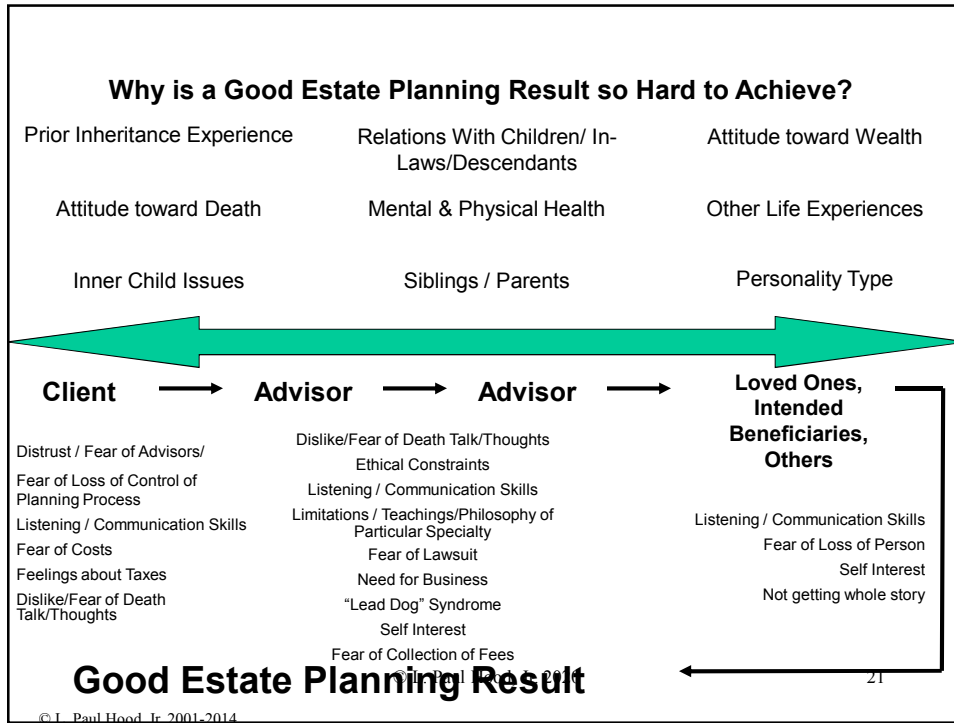 Why is a Good Estate Planning Result so Hard to Achieve?
Prior Inheritance Experience
Relations With Children/ In-
Laws/Descendants
Attitude toward Wealth
Attitude toward Death
Mental & Physical Health
Other Life Experiences
Inner Child Issues
Siblings / Parents
Personality Type
Client
Advisor
Advisor
Loved Ones,
Intended
Beneficiaries,
Others
Distrust / Fear of Advisors/
Fear of Loss of Control of
Planning Process
Listening / Communication Skills
Fear of Costs
Feelings about Taxes
Dislike/Fear of Death
Talk/Thoughts
Dislike/Fear of Death Talk/Thoughts
Ethical Constraints
Listening / Communication Skills
Limitations / Teachings/Philosophy of
Particular Specialty
Fear of Lawsuit
Need for Business
“Lead Dog” Syndrome
Self Interest
Fear of Collection of Fees
Listening / Communication Skills
Fear of Loss of Person
Self Interest
Not getting whole story
Good Estate Planning Result
© L. Paul Hood, Jr.
21
© L. Paul Hood, Jr. 2001-2014